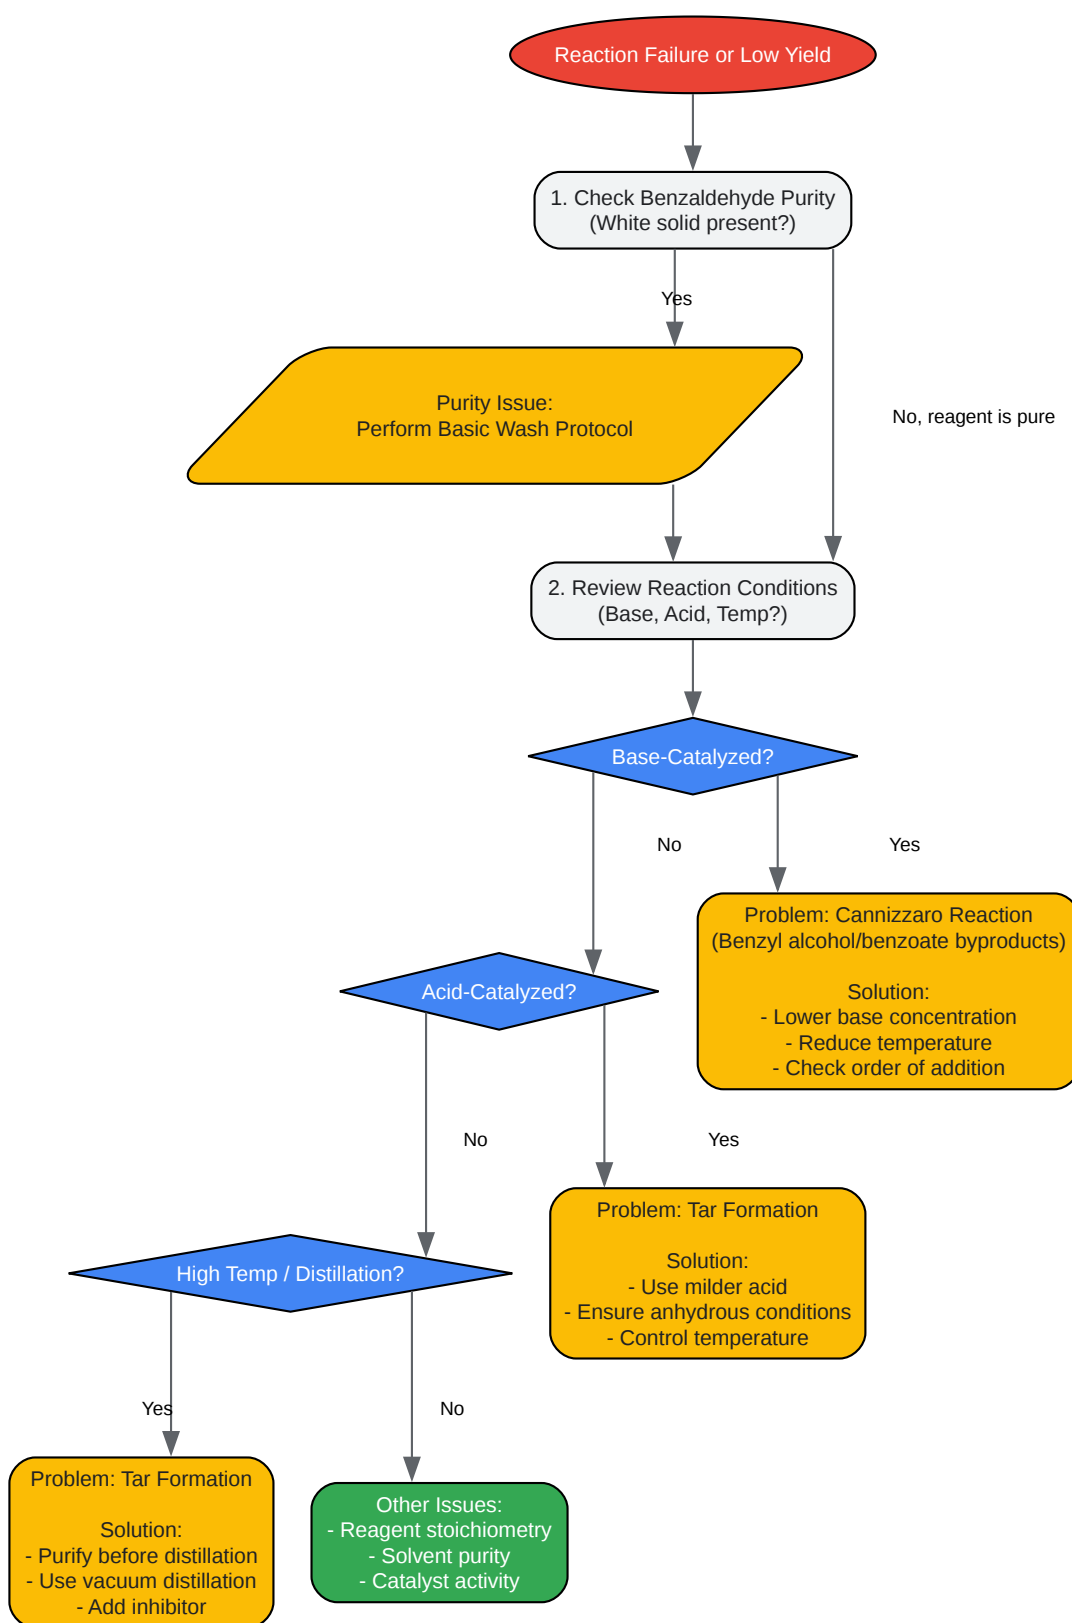 Reaction Failure or Low Yield
1. Check Benzaldehyde Purity
(White solid present?)
Yes
Purity Issue:
Perform Basic Wash Protocol
No, reagent is pure
2. Review Reaction Conditions
(Base, Acid, Temp?)
Base-Catalyzed?
No
Yes
Problem: Cannizzaro Reaction
(Benzyl alcohol/benzoate byproducts)
Solution:
- Lower base concentration
- Reduce temperature
- Check order of addition
Acid-Catalyzed?
No
Yes
Problem: Tar Formation
Solution:
- Use milder acid
- Ensure anhydrous conditions
- Control temperature
High Temp / Distillation?
Yes
No
Problem: Tar Formation
Solution:
- Purify before distillation
- Use vacuum distillation
- Add inhibitor
Other Issues:
- Reagent stoichiometry
- Solvent purity
- Catalyst activity